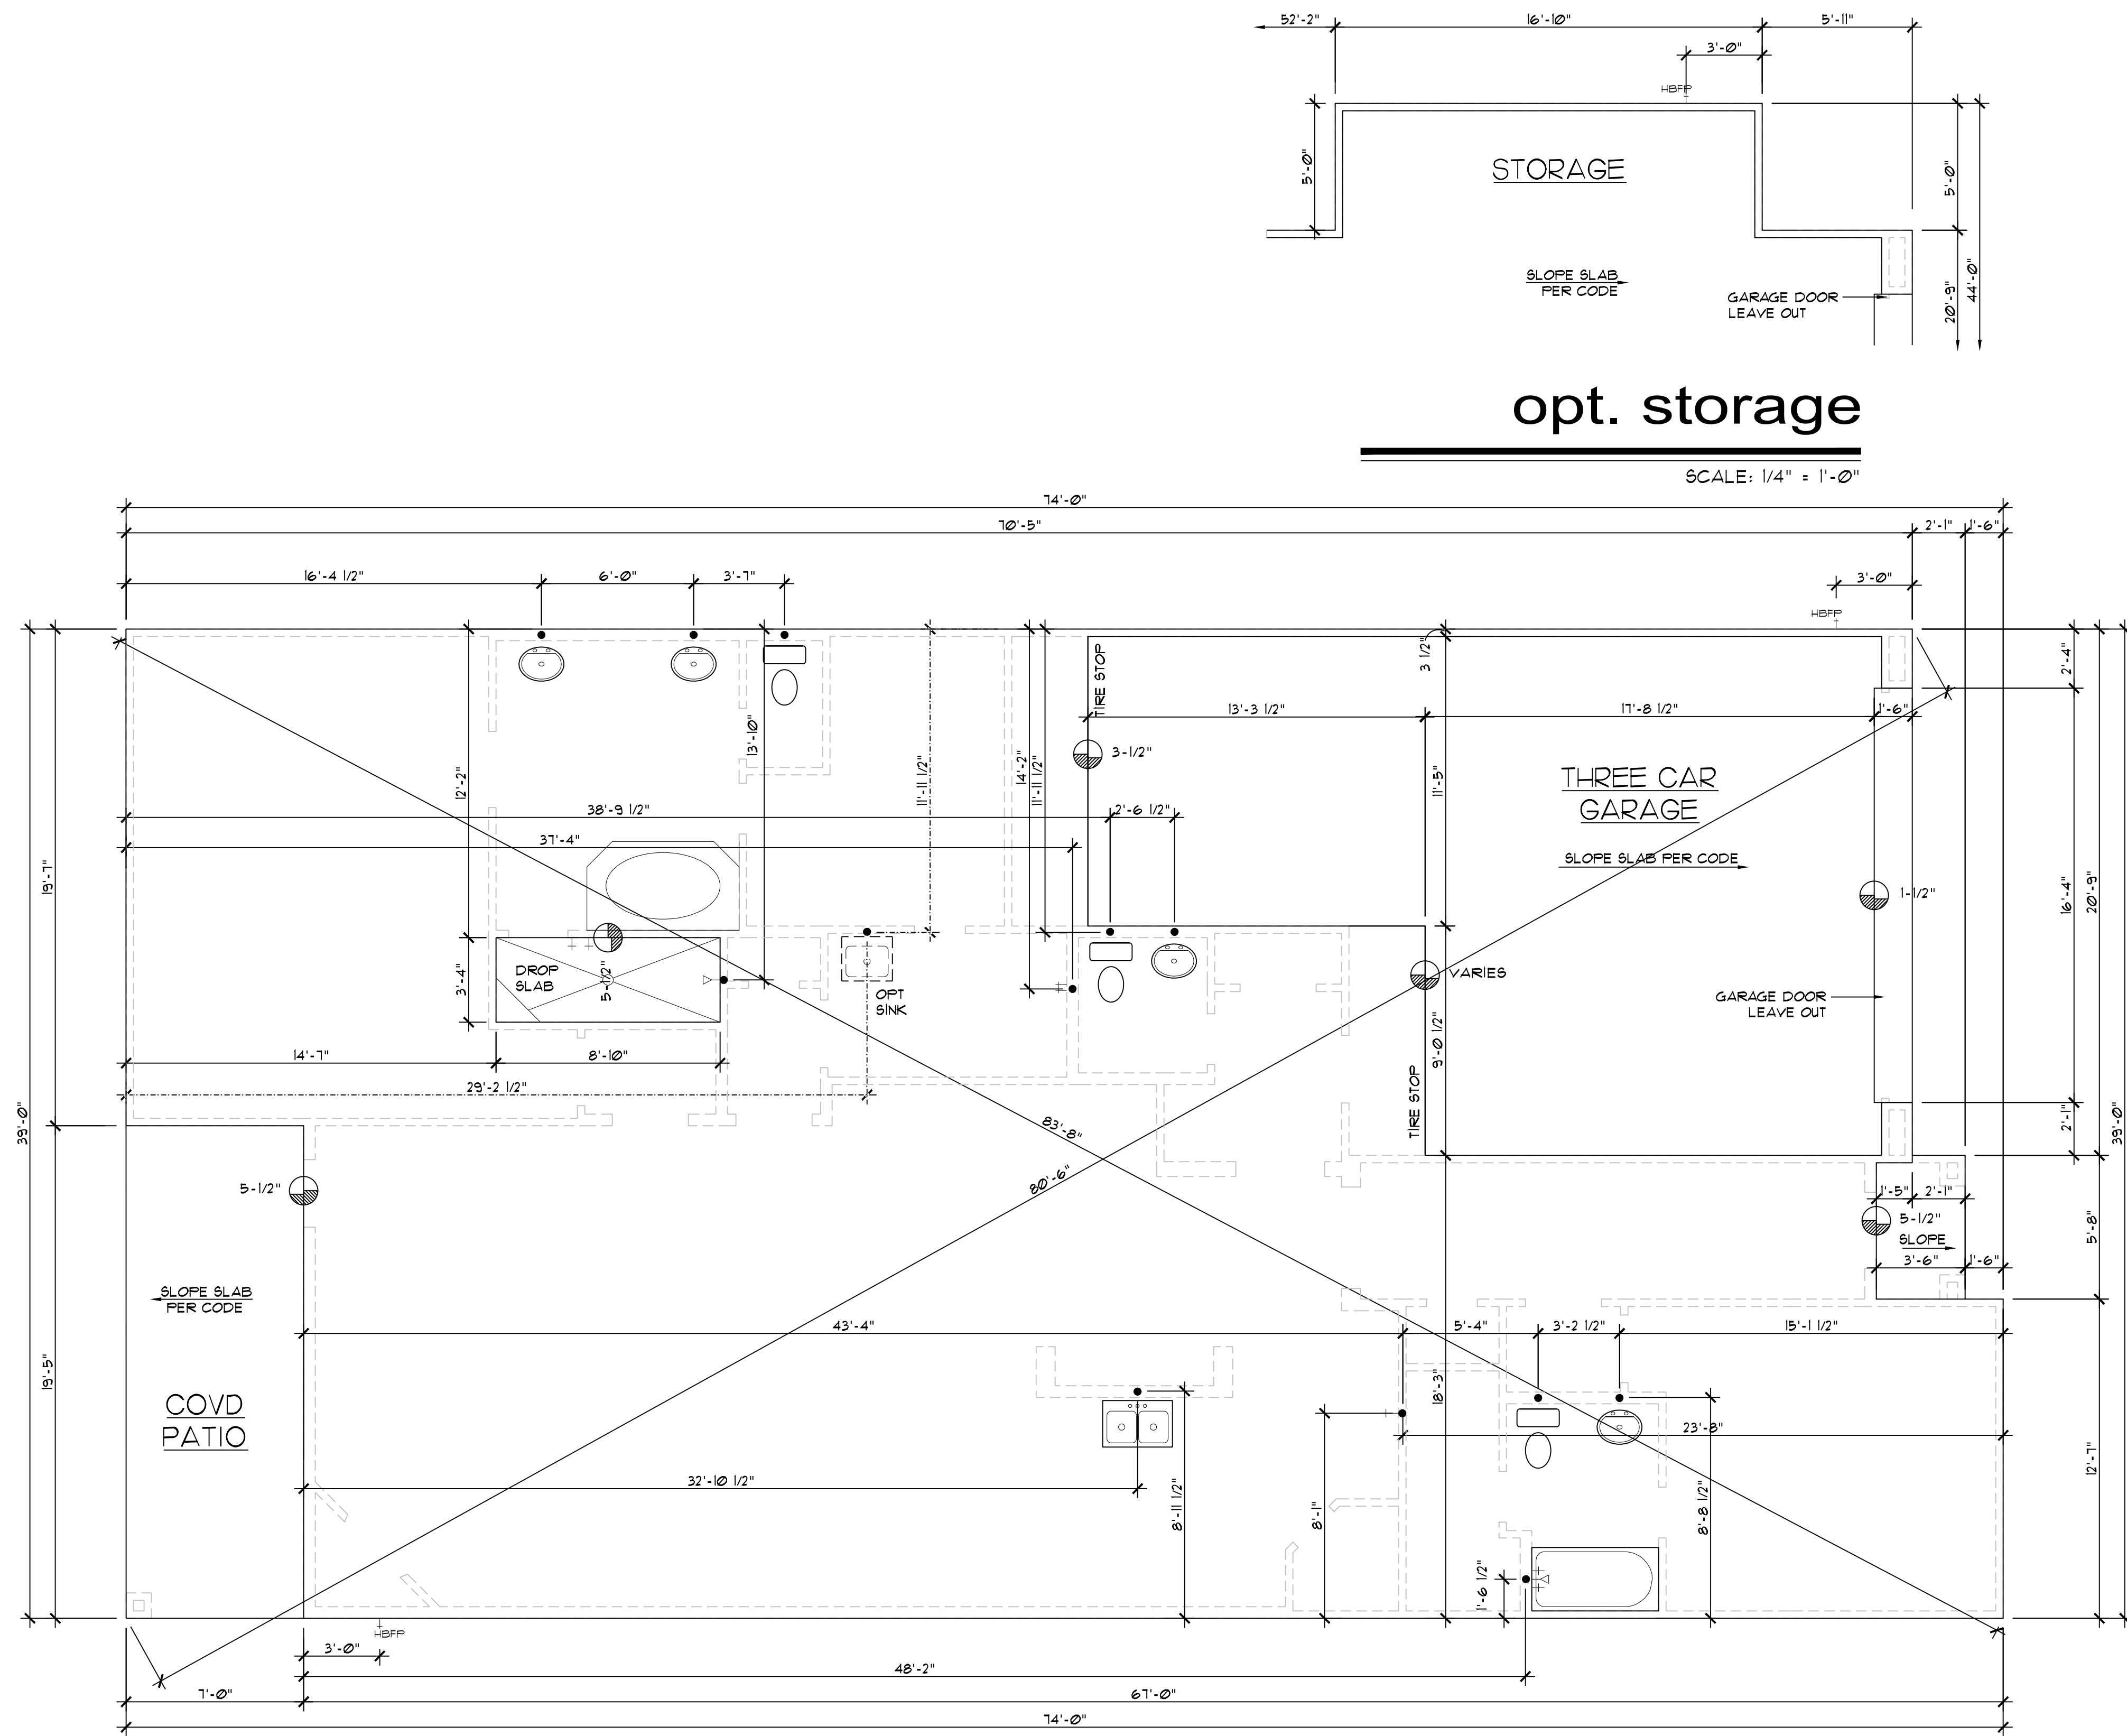 52'-2" 16'-10" 5'-11"
3'-0"
HBFP
5'-0"
STORAGE
5'-0"
SLOPE SLAB
PER CODE
GARAGE DOOR
LEAVE OUT
20'-9"
44'-0"
opt. storage
SCALE: 1/4" = 1'-0"
74'-0"
70'-5" 2'-1" 1'-6"
16'-4 1/2" 6'-0" 3'-7" 3'-0"
HBFP
TIRE STOP
3 1/2"
2'-4"
13'-3 1/2" 17'-8 1/2" 1'-6"
13'-10"
3-1/2"
12'-2"
11'-11 1/2"
14'-2"
11'-11 1/2"
11'-5"
THREE CAR
GARAGE
38'-9 1/2" 2'-6 1/2"
37'-4"
SLOPE SLAB PER CODE
19'-7"
1-1/2"
16'-4"
20'-9"
DROP
SLAB
3'-4"
5-1/2"
VARIES
OPT
SINK
GARAGE DOOR
LEAVE OUT
9'-0 1/2"
14'-7" 8'-10"
29'-2 1/2"
TIRE STOP
39'-0"
83'-8"
80'-6"
2'-1"
39'-0"
5-1/2"
1'-5" 2'-1"
5-1/2"
SLOPE
5'-8"
3'-6" 1'-6"
SLOPE SLAB
PER CODE
43'-4" 5'-4" 3'-2 1/2" 15'-1 1/2"
19'-5"
18'-3"
COVD
PATIO
23'-8"
12'-7"
32'-10 1/2"
8'-11 1/2"
8'-1"
8'-8 1/2"
1'-6 1/2"
HBFP
3'-0"
48'-2"
7'-0" 67'-0"
74'-0"